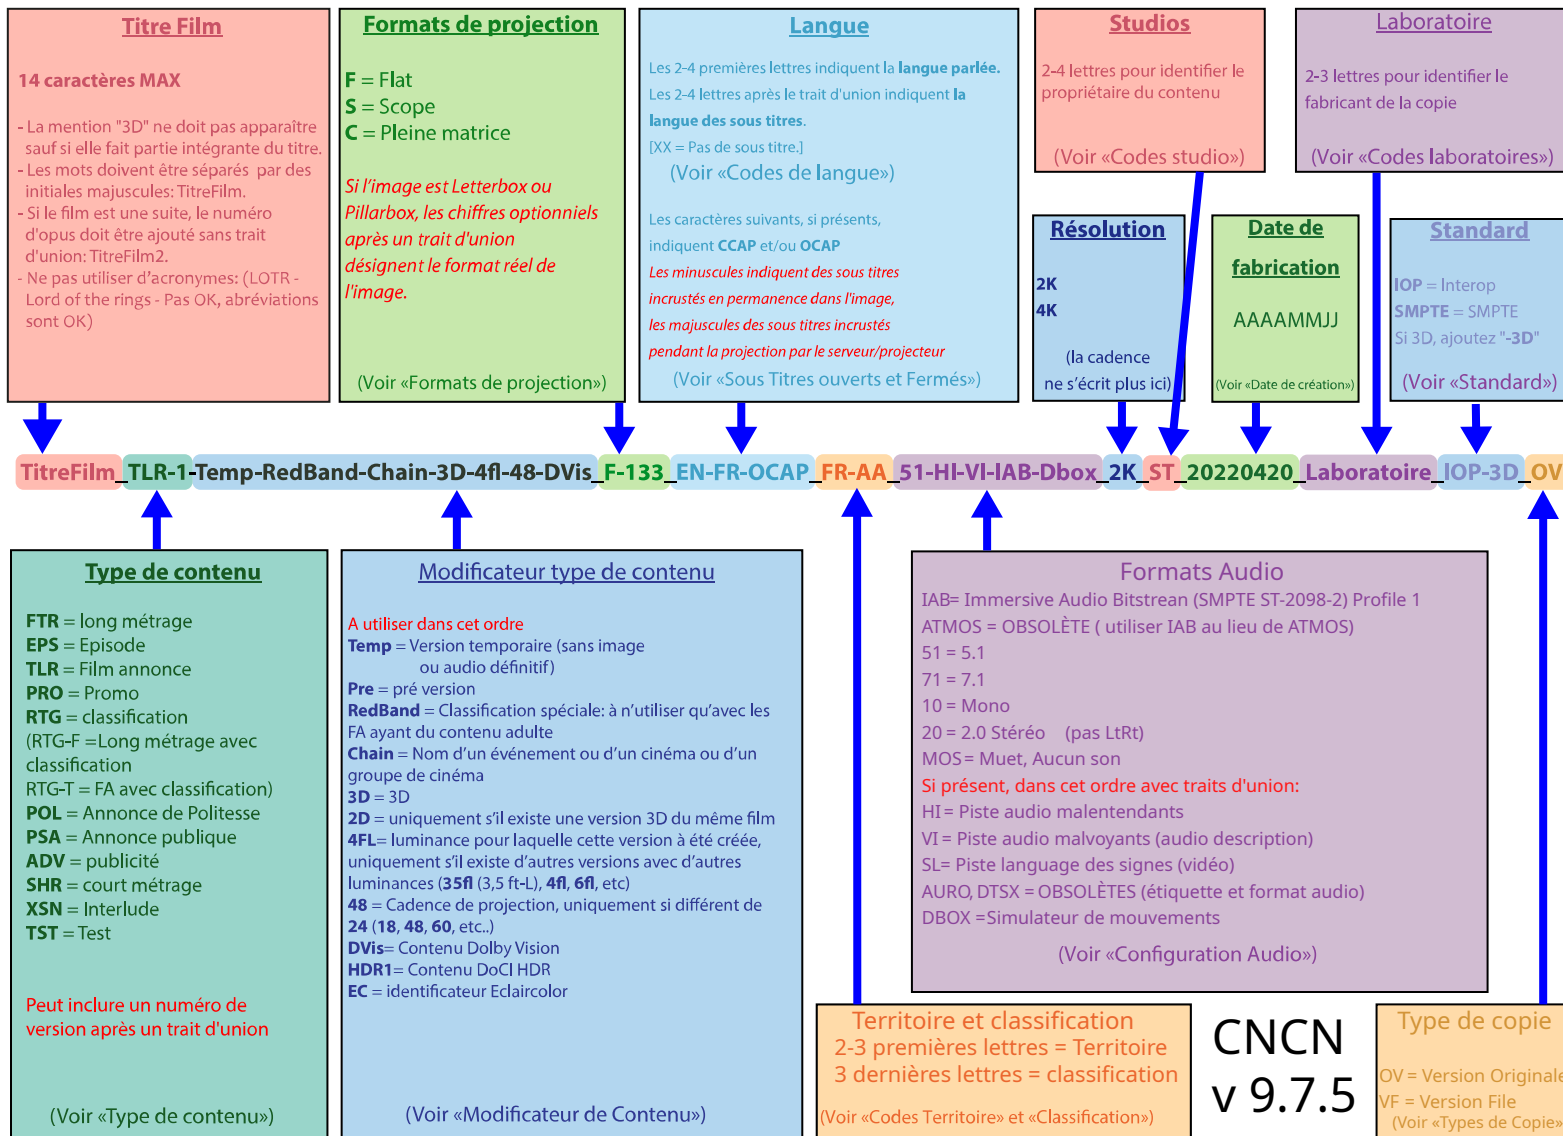 Titre Film
14 caractères MAX
- La mention "3D" ne doit pas apparaître
sauf si elle fait partie intégrante du titre.
- Les mots doivent être séparés par des
initiales majuscules: TitreFilm.
- Si le film est une suite, le numéro
d'opus doit être ajouté sans trait
d'union: TitreFilm2.
- Ne pas utiliser d'acronymes: (LOTR -
Lord of the rings - Pas OK, abréviations
sont OK)
Formats de projection
F = Flat
S = Scope
C = Pleine matrice
Si l'image est Letterbox ou
Pillarbox, les chiffres optionnels
après un trait d'union
désignent le format réel de
l'image.
(Voir «Formats de projection»)
Langue
Les 2-4 premières lettres indiquent la langue parlée.
Les 2-4 lettres après le trait d'union indiquent la
langue des sous titres.
[XX = Pas de sous titre.]
(Voir «Codes de langue»)
Les caractères suivants, si présents,
indiquent CCAP et/ou OCAP
Les minuscules indiquent des sous titres
incrustés en permanence dans l'image,
les majuscules des sous titres incrustés
pendant la projection par le serveur/projecteur
(Voir «Sous Titres ouverts et Fermés»)
Studios
2-4 lettres pour identifier le
propriétaire du contenu
(Voir «Codes studio»)
Laboratoire
2-3 lettres pour identifier le
fabricant de la copie
(Voir «Codes laboratoires»)
Résolution
2K
4K
(la cadence
ne s'écrit plus ici)
Date de
fabrication
AAAAMMJJ
(Voir «Date de création»)
Standard
IOP = Interop
SMPTE = SMPTE
Si 3D, ajoutez "-3D"
(Voir «Standard»)
TitreFilm_TLR-1-Temp-RedBand-Chain-3D-4fl-48-DVis_F-133_EN-FR-OCAP_FR-AA_51-HI-VI-IAB-Dbox_2K_ST_20220420_Laboratoire_IOP-3D_OV
Type de contenu
FTR = long métrage
EPS = Episode
TLR = Film annonce
PRO = Promo
RTG = classification
(RTG-F =Long métrage avec
classification
RTG-T = FA avec classification)
POL = Annonce de Politesse
PSA = Annonce publique
ADV = publicité
SHR = court métrage
XSN = Interlude
TST = Test
Peut inclure un numéro de
version après un trait d'union
(Voir «Type de contenu»)
Modificateur type de contenu
A utiliser dans cet ordre
Temp = Version temporaire (sans image
ou audio définitif)
Pre = pré version
RedBand = Classification spéciale: à n'utiliser qu'avec les
FA ayant du contenu adulte
Chain = Nom d'un événement ou d'un cinéma ou d'un
groupe de cinéma
3D = 3D
2D = uniquement s'il existe une version 3D du même film
4FL= luminance pour laquelle cette version à été créée,
uniquement s'il existe d'autres versions avec d'autres
luminances (35fl (3,5 ft-L), 4fl, 6fl, etc)
48 = Cadence de projection, uniquement si différent de
24 (18, 48, 60, etc..)
DVis= Contenu Dolby Vision
HDR1= Contenu DoCI HDR
EC = identificateur Eclaircolor
(Voir «Modificateur de Contenu»)
Formats Audio
IAB= Immersive Audio Bitstrean (SMPTE ST-2098-2) Profile 1
ATMOS = OBSOLÈTE ( utiliser IAB au lieu de ATMOS)
51 = 5.1
71 = 7.1
10 = Mono
20 = 2.0 Stéréo (pas LtRt)
MOS = Muet, Aucun son
Si présent, dans cet ordre avec traits d'union:
HI = Piste audio malentendants
VI = Piste audio malvoyants (audio description)
SL= Piste language des signes (vidéo)
AURO, DTSX = OBSOLÈTES (étiquette et format audio)
DBOX =Simulateur de mouvements
(Voir «Configuration Audio»)
Territoire et classification
2-3 premières lettres = Territoire
3 dernières lettres = classification
(Voir «Codes Territoire» et «Classification»)
CNCN
v 9.7.5
Type de copie
OV = Version Originale
VF = Version File
(Voir «Types de Copie»